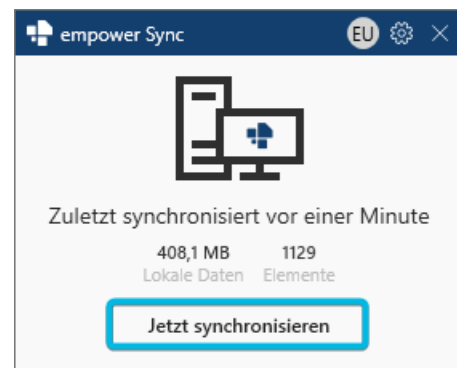 empower Sync EU
Zuletzt synchronisiert vor einer Minute
408,1 MB 1129
Lokale Daten Elemente
Jetzt synchronisieren